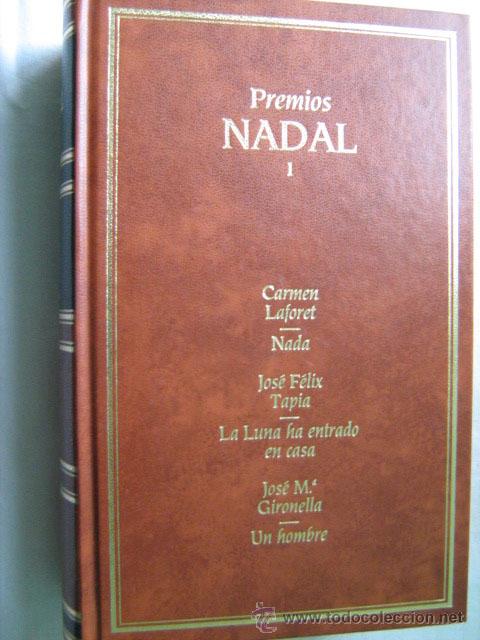 Premios
NADAL
1
Carmen
Laforet
Nada
José Félix
Tapia
La Luna ha entrado
en casa
José M.ª
Gironella
Un hombre
www.todocoleccion.net